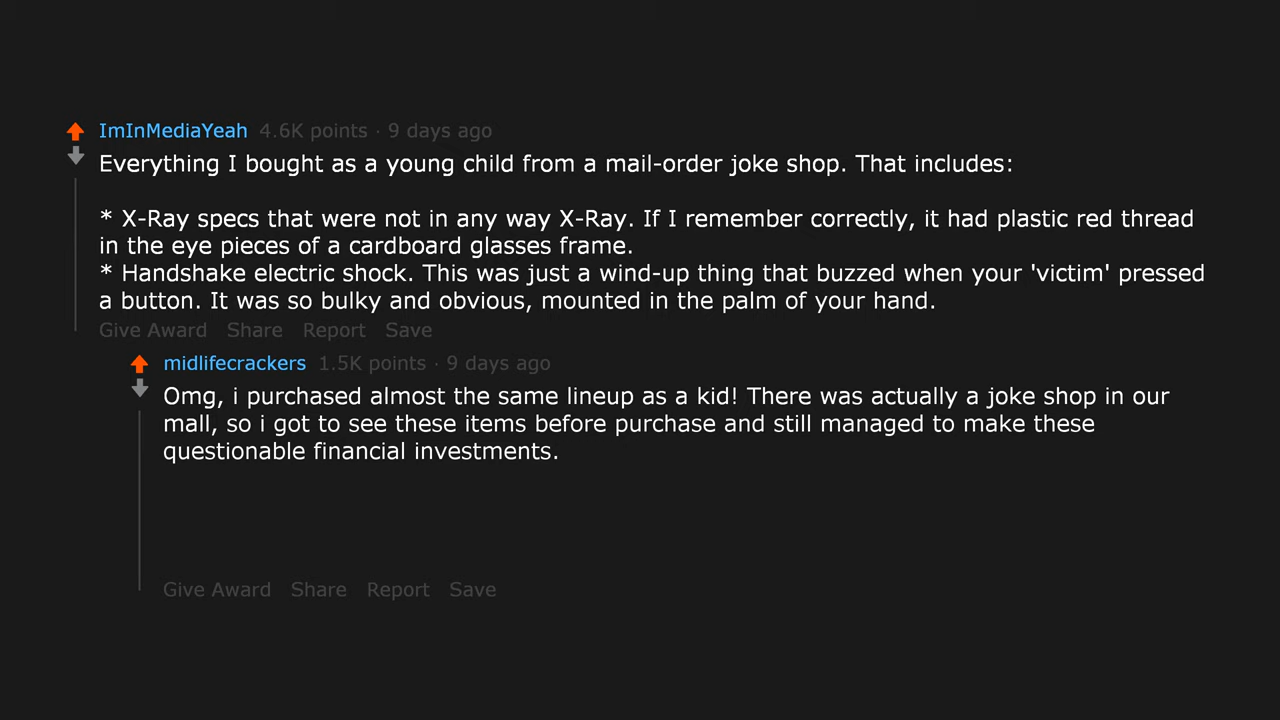 ImInMediaYeah 4.6K points · 9 days ago
Everything I bought as a young child from a mail-order joke shop. That includes:
* X-Ray specs that were not in any way X-Ray. If I remember correctly, it had plastic red thread
in the eye pieces of a cardboard glasses frame.
* Handshake electric shock. This was just a wind-up thing that buzzed when your 'victim' pressed
a button. It was so bulky and obvious, mounted in the palm of your hand.
Give Award Share Report Save
midlifecrackers 1.5K points · 9 days ago
Omg, i purchased almost the same lineup as a kid! There was actually a joke shop in our
mall, so i got to see these items before purchase and still managed to make these
questionable financial investments.
Give Award Share Report Save